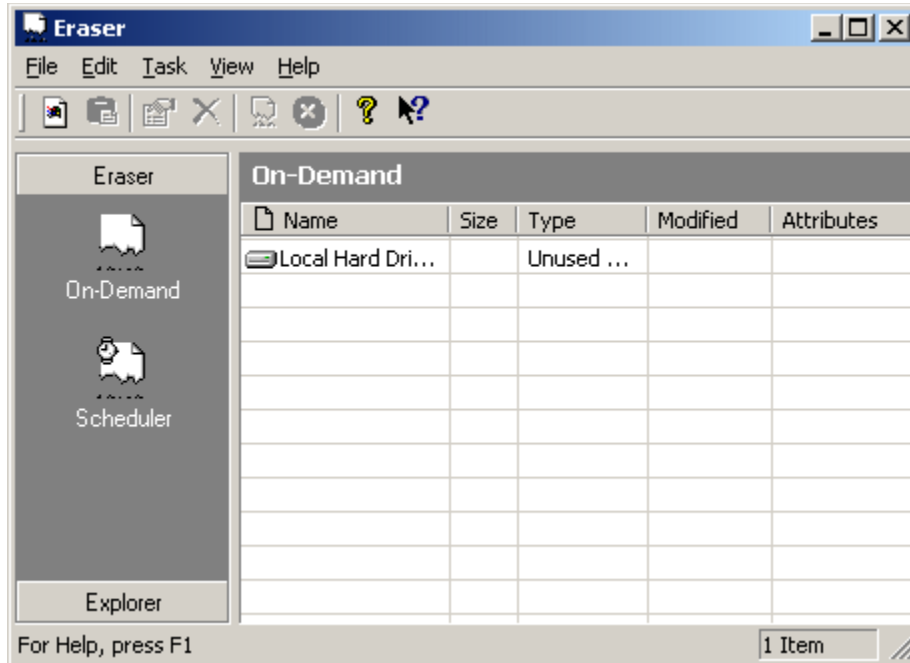 Eraser
File Edit Task View Help
Eraser
On-Demand
Scheduler
Explorer
On-Demand
Name Size Type Modified Attributes
Local Hard Dri... Unused ...
For Help, press F1
1 Item